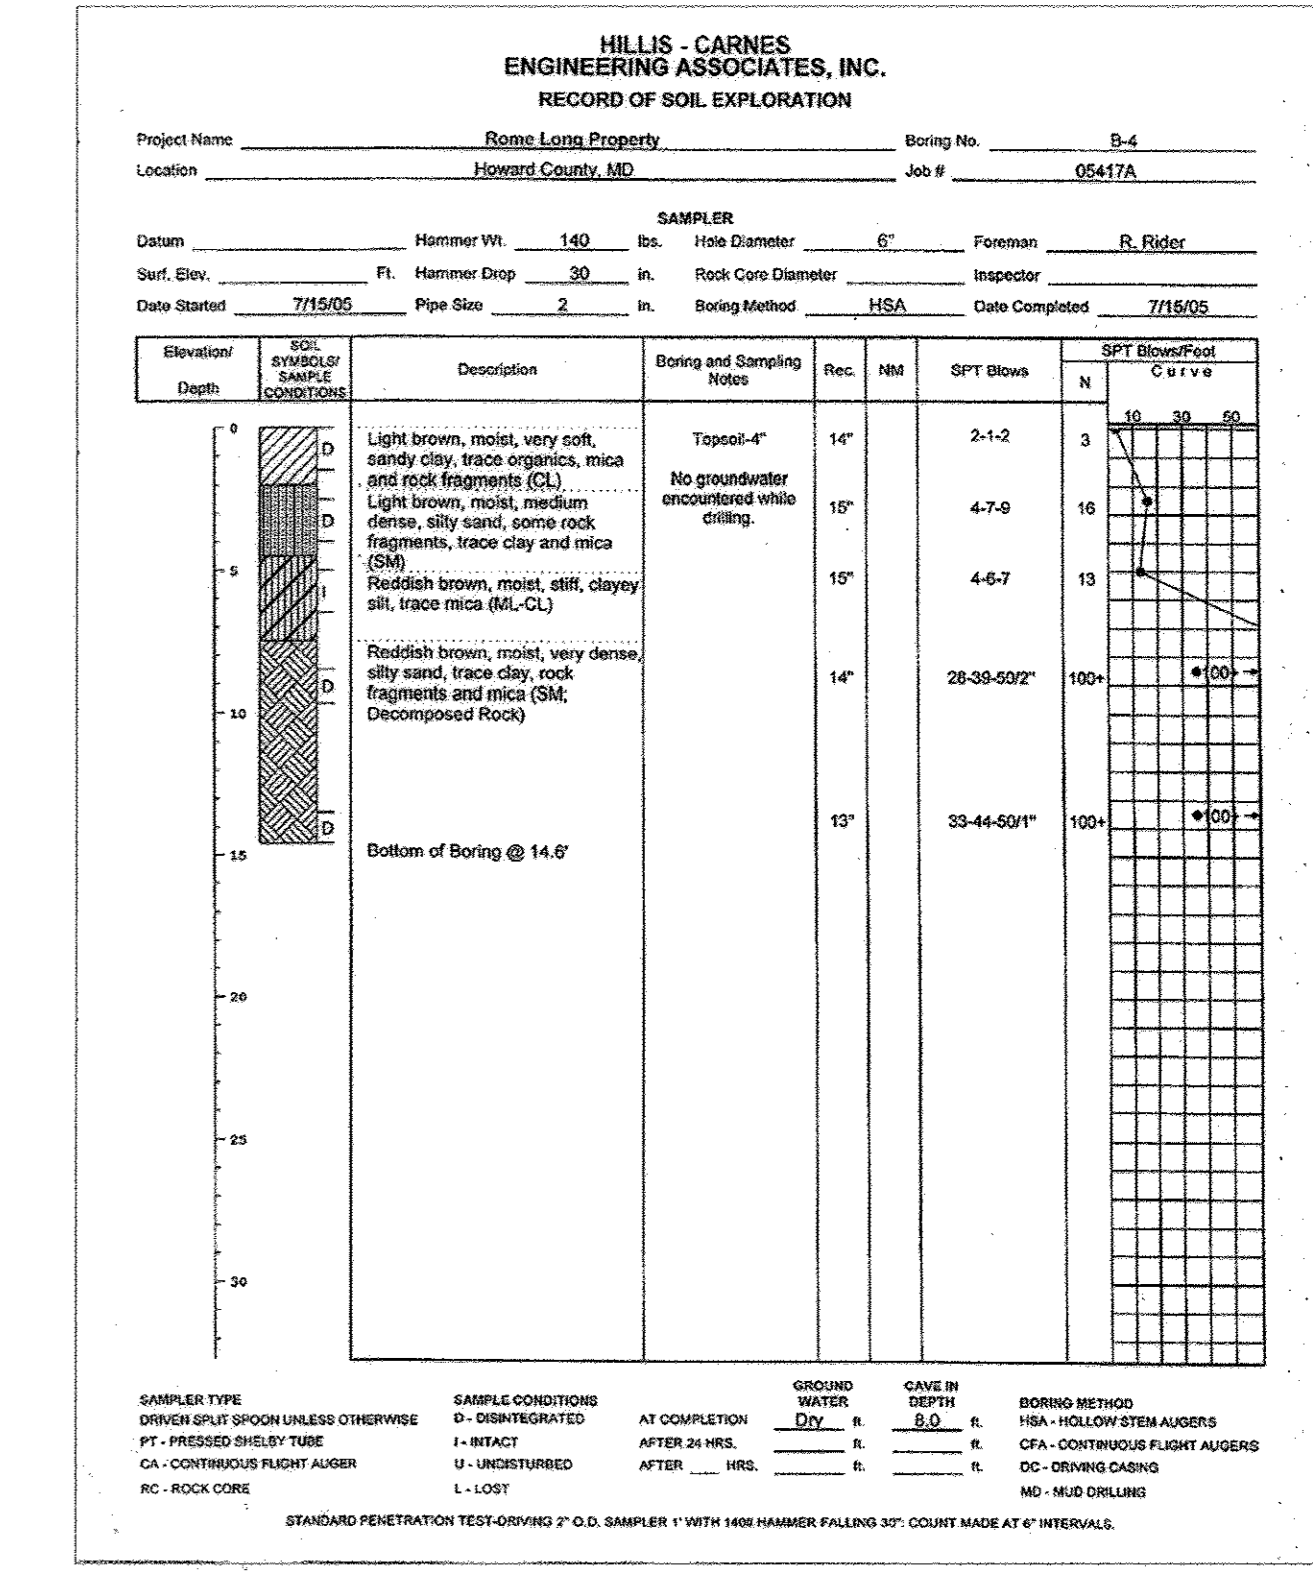 HILLIS - CARNES
ENGINEERING ASSOCIATES, INC.
RECORD OF SOIL EXPLORATION
Project Name Rome Long Property Boring No. B-4
Location Howard County, MD Job # 05417A
SAMPLER
Datum Hammer Wt. 140 lbs. Hole Diameter 6" Foreman R. Rider
Surf. Elev. Ft. Hammer Drop 30 in. Rock Core Diameter Inspector
Date Started 7/15/05 Pipe Size 2 in. Boring Method HSA Date Completed 7/15/05
Elevation/
Depth
SOIL
SYMBOLS/
SAMPLE
CONDITIONS
Description
Boring and Sampling
Notes
Rec.
NM
SPT Blows
SPT Blows/Foot
Curve
N
10 30 50
0
D
Light brown, moist, very soft,
sandy clay, trace organics, mica
and rock fragments (CL)
Topsoil-4"
14"
2-1-2
3
No groundwater
encountered while
drilling.
D
Light brown, moist, medium
dense, silty sand, some rock
fragments, trace clay and mica
(SM)
15"
4-7-9
16
5
I
Reddish brown, moist, stiff, clayey
silt, trace mica (ML-CL)
15"
4-6-7
13
D
Reddish brown, moist, very dense,
silty sand, trace clay, rock
fragments and mica (SM;
Decomposed Rock)
14"
28-39-50/2"
100+
100+
10
D
13"
33-44-50/1"
100+
100+
Bottom of Boring @ 14.6'
15
20
25
30
SAMPLER TYPE
DRIVEN SPLIT SPOON UNLESS OTHERWISE
PT - PRESSED SHELBY TUBE
CA - CONTINUOUS FLIGHT AUGER
RC - ROCK CORE
SAMPLE CONDITIONS
D - DISINTEGRATED
I - INTACT
U - UNDISTURBED
L - LOST
GROUND
WATER
CAVE IN
DEPTH
AT COMPLETION Dry ft. 8.0 ft.
AFTER 24 HRS. ft. ft.
AFTER ___ HRS. ft. ft.
BORING METHOD
HSA - HOLLOW STEM AUGERS
CFA - CONTINUOUS FLIGHT AUGERS
DC - DRIVING CASING
MD - MUD DRILLING
STANDARD PENETRATION TEST-DRIVING 2" O.D. SAMPLER 1' WITH 140# HAMMER FALLING 30": COUNT MADE AT 6" INTERVALS.